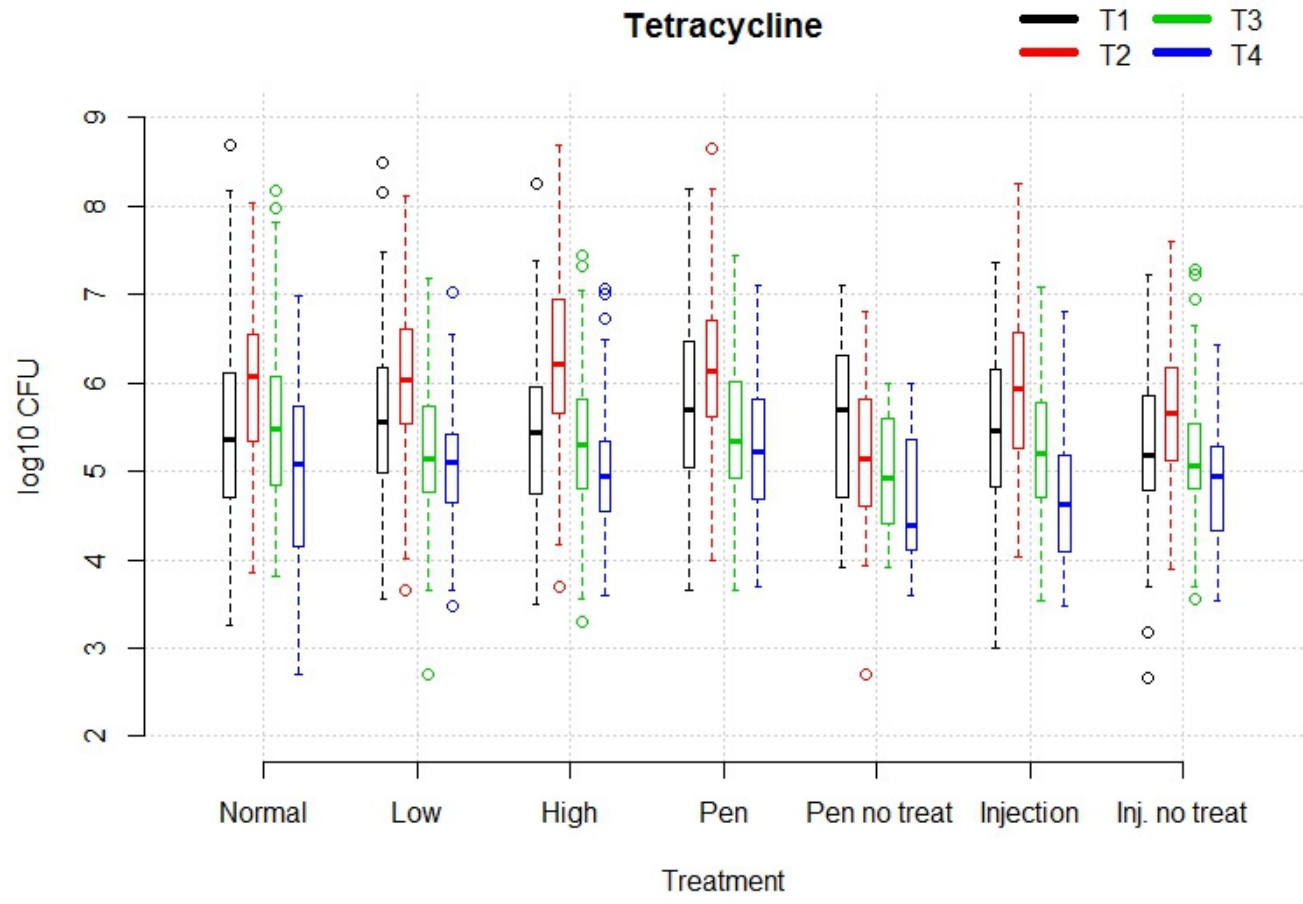 Tetracycline
T1 T3
T2 T4
log10 CFU
9
8
7
6
5
4
3
2
Normal Low High Pen Pen no treat Injection Inj. no treat
Treatment